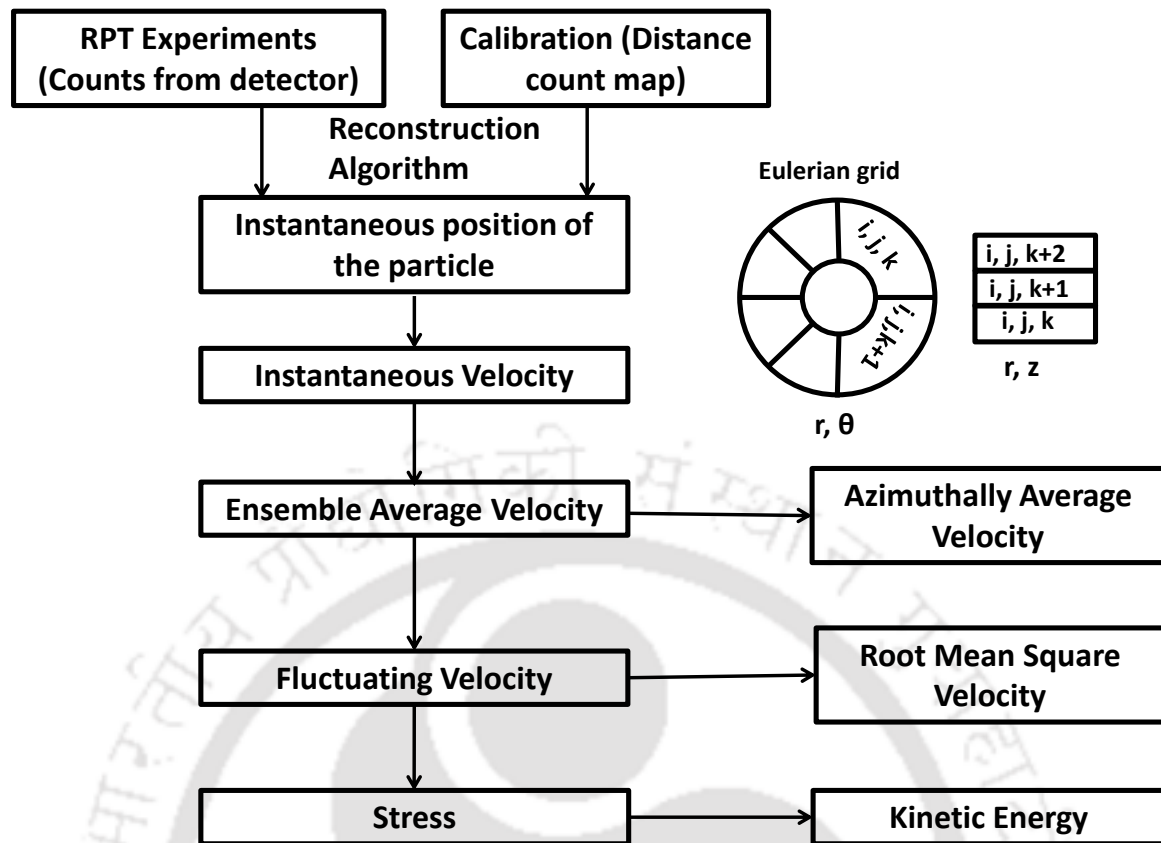 RPT Experiments
(Counts from detector)
Calibration (Distance
count map)
Reconstruction
Algorithm
Instantaneous position of
the particle
Eulerian grid
i, j, k
i, j,k+1
r, θ
i, j, k+2
i, j, k+1
i, j, k
r, z
Instantaneous Velocity
Ensemble Average Velocity
Azimuthally Average
Velocity
Fluctuating Velocity
Root Mean Square
Velocity
Stress
Kinetic Energy
भारतीय प्रौद्योगिकी संस्थान